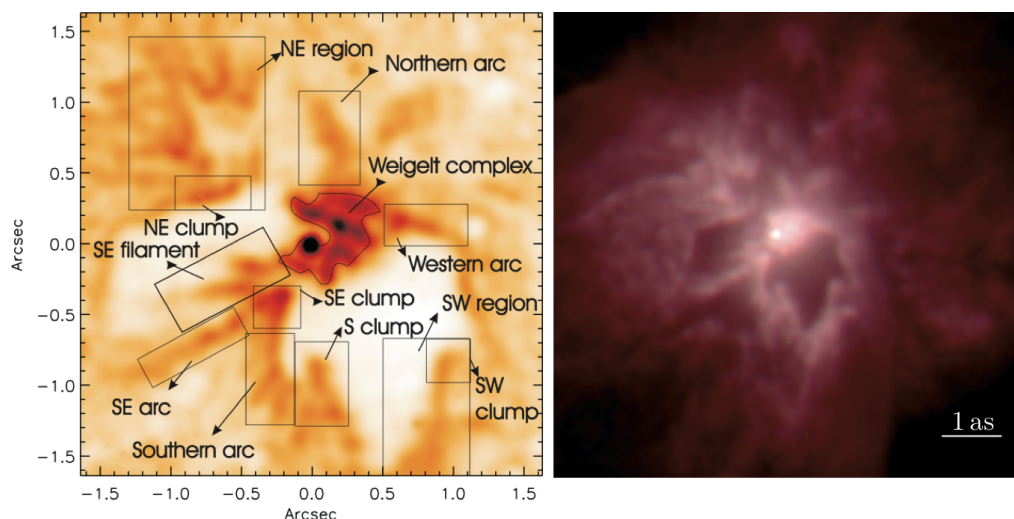 NE region
Northern arc
Weigelt complex
NE clump
SE filament
Western arc
SE clump
SW region
S clump
SW
clump
SE arc
Southern arc
1.5
1.0
0.5
0.0
−0.5
−1.0
−1.5
Arcsec
−1.5 −1.0 −0.5 0.0 0.5 1.0 1.5
Arcsec
1 as